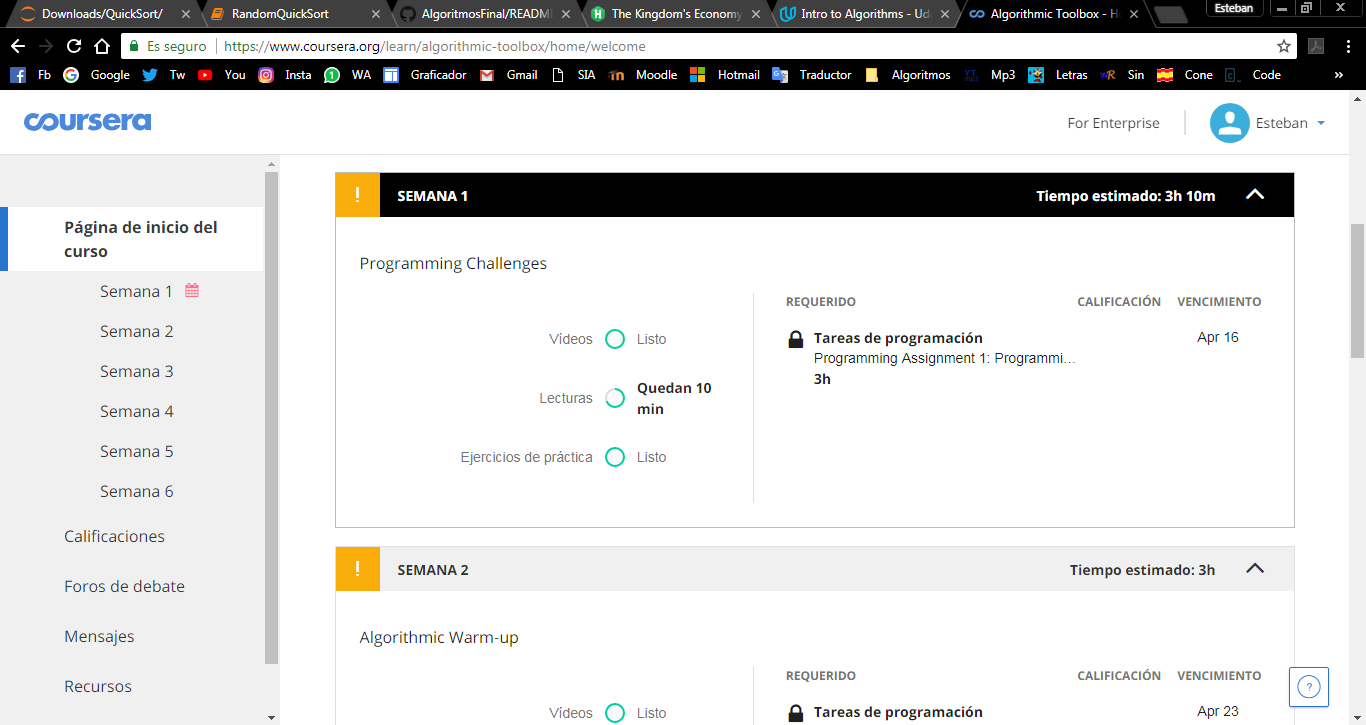 Downloads/QuickSort/
RandomQuickSort
AlgoritmosFinal/READM
The Kingdom's Economy
Intro to Algorithms - Ud
Algorithmic Toolbox - H
Esteban
Es seguro
https://www.coursera.org/learn/algorithmic-toolbox/home/welcome
Fb
Google
Tw
You
Insta
WA
Graficador
Gmail
SIA
Moodle
Hotmail
Traductor
Algoritmos
Mp3
Letras
Sin
Cone
Code
»
coursera
For Enterprise
Esteban
Página de inicio del
curso
Semana 1
Semana 2
Semana 3
Semana 4
Semana 5
Semana 6
Calificaciones
Foros de debate
Mensajes
Recursos
! SEMANA 1 Tiempo estimado: 3h 10m
Programming Challenges
Vídeos Listo
Lecturas Quedan 10
min
Ejercicios de práctica Listo
REQUERIDO CALIFICACIÓN VENCIMIENTO
Tareas de programación Apr 16
Programming Assignment 1: Programmi...
3h
! SEMANA 2 Tiempo estimado: 3h
Algorithmic Warm-up
Vídeos Listo
REQUERIDO CALIFICACIÓN VENCIMIENTO
Tareas de programación Apr 23
?